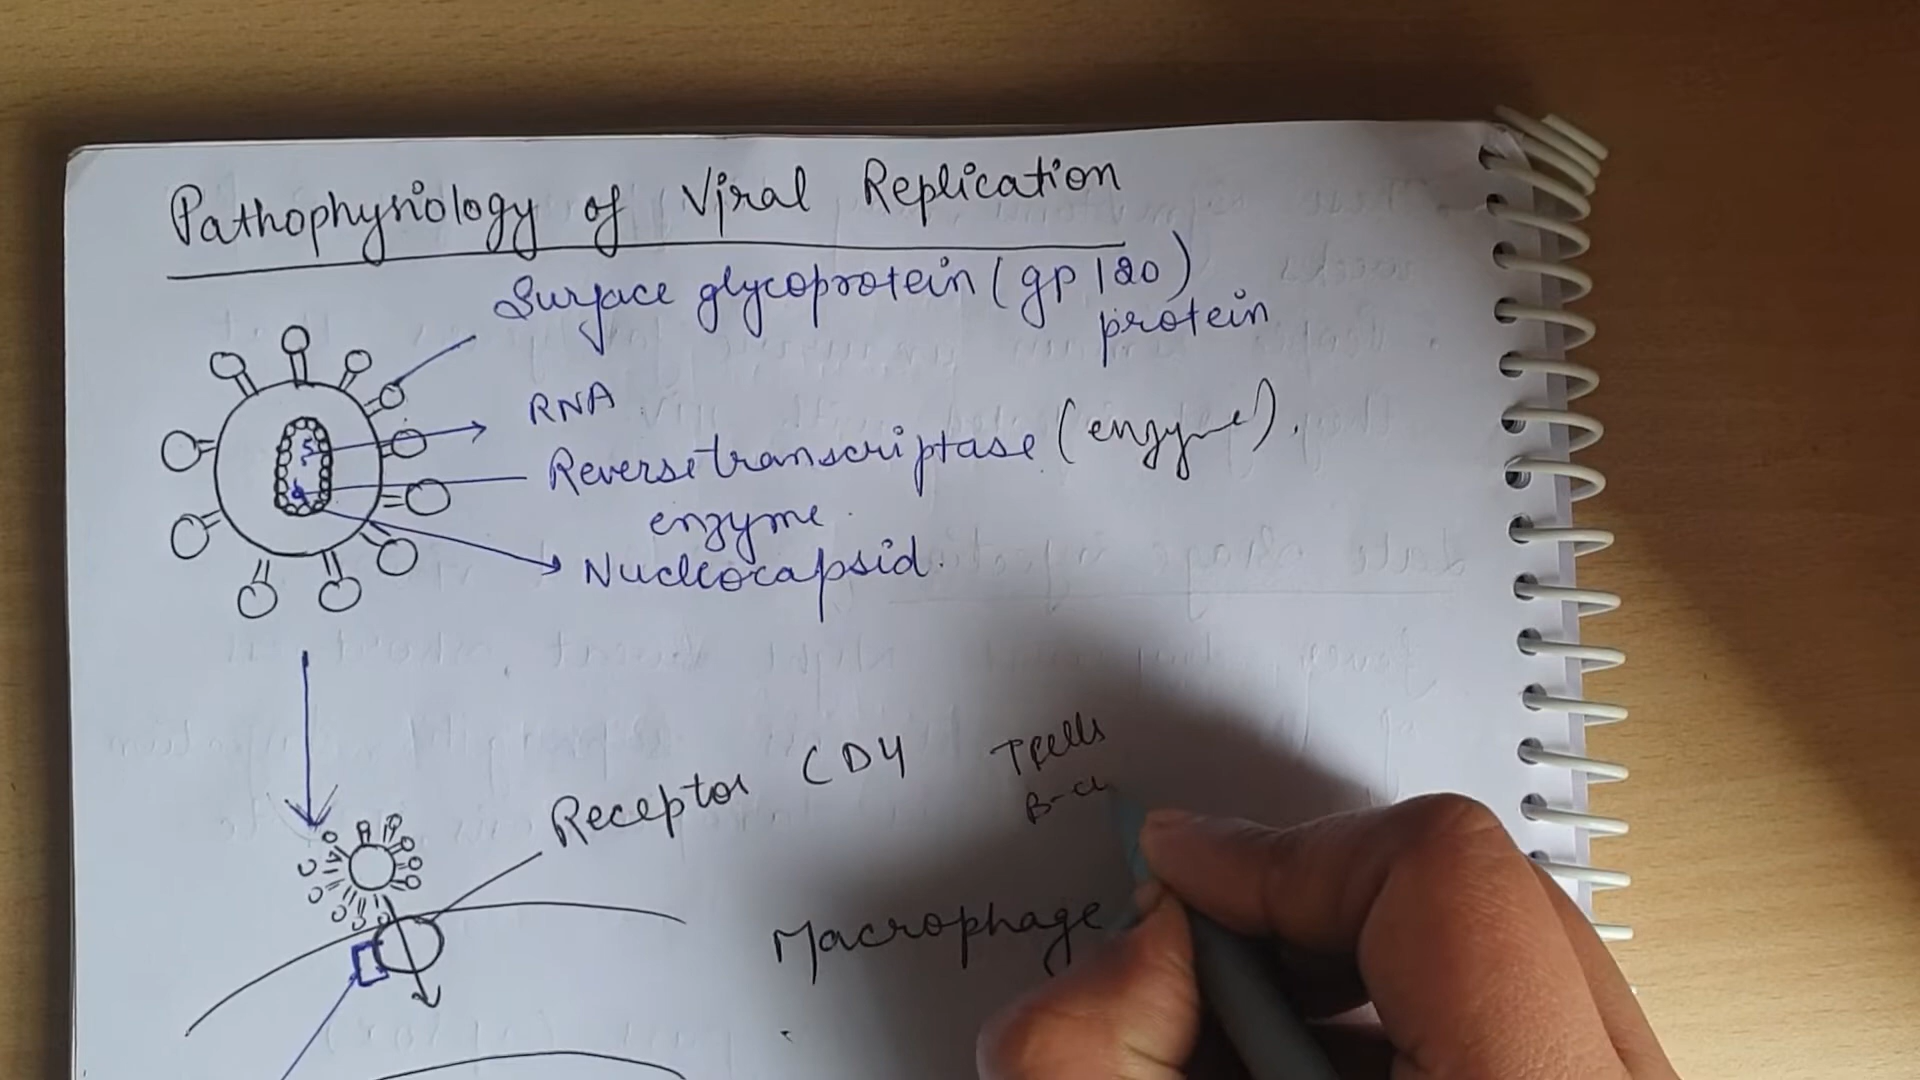 Pathophysiology of Viral Replication
Surface glycoprotein (gp 120)
protein
RNA
Reverse transcriptase (enzyme).
enzyme.
Nucleocapsid.
Receptor CD4 T cells
B-
Macrophage